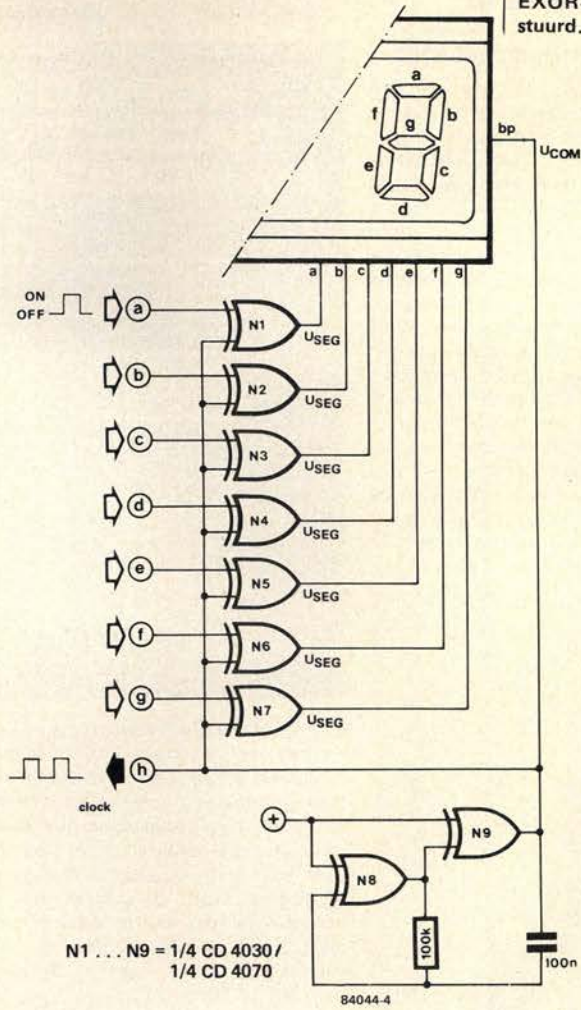 EXOR-
stuurd.
a
f
b
g
e
c
d
bp
UCOM
a b c d e f g
ON
OFF
a
N1
USEG
b
N2
USEG
c
N3
USEG
d
N4
USEG
e
N5
USEG
f
N6
USEG
g
N7
USEG
h
clock
+
N9
N8
100k
100n
N1 . . . N9 = 1/4 CD 4030/
1/4 CD 4070
84044-4